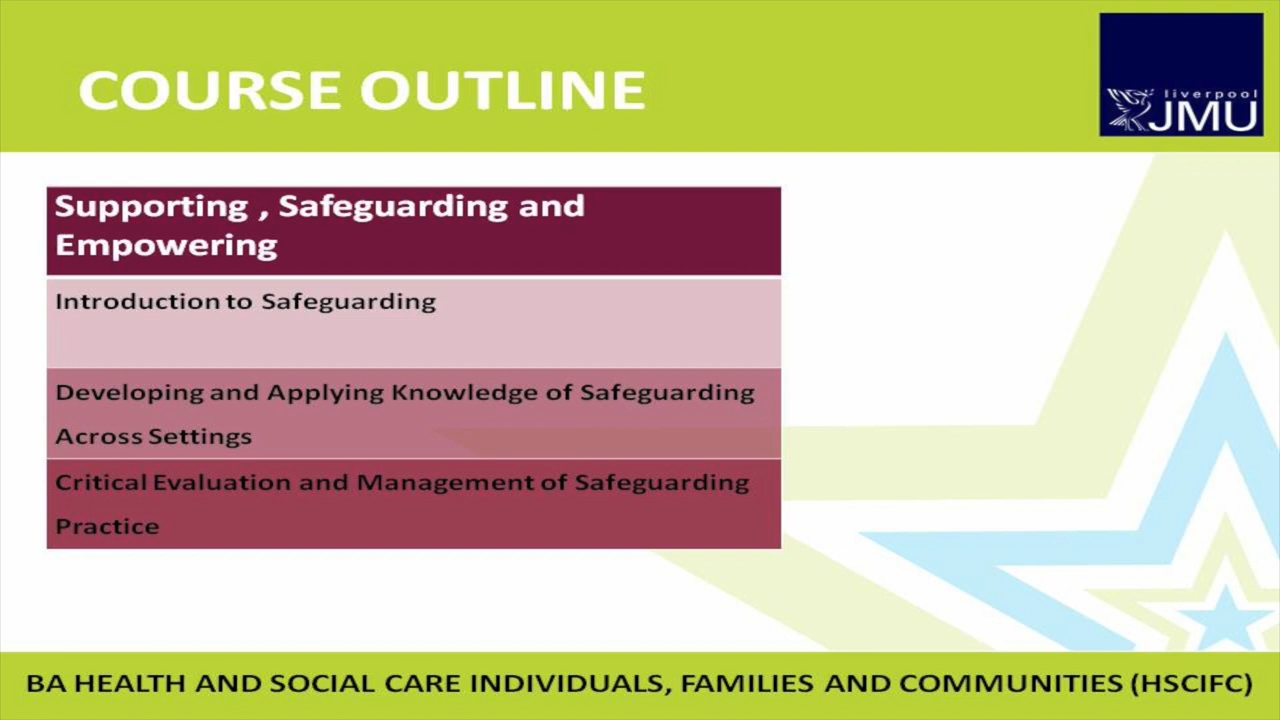 COURSE OUTLINE
liverpool
JMU
Supporting , Safeguarding and
Empowering
Introduction to Safeguarding
Developing and Applying Knowledge of Safeguarding
Across Settings
Critical Evaluation and Management of Safeguarding
Practice
BA HEALTH AND SOCIAL CARE INDIVIDUALS, FAMILIES AND COMMUNITIES (HSCIFC)